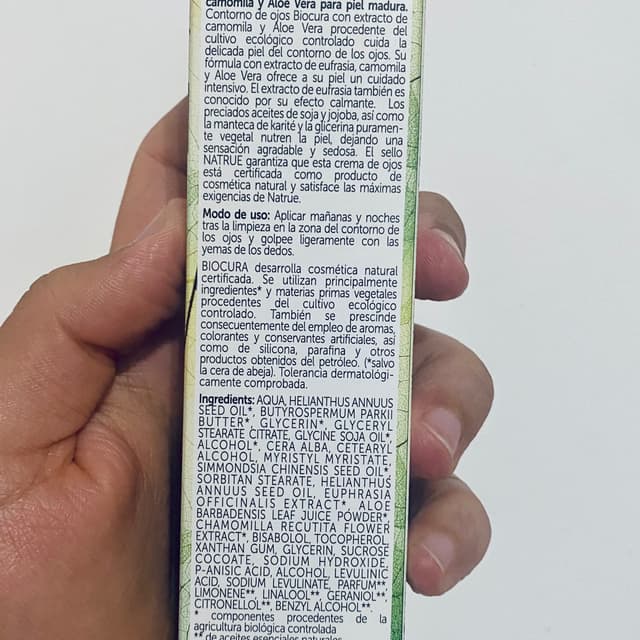 camomila y Aloe Vera para piel madura.
Contorno de ojos Biocura con extracto de
camomila y Aloe Vera procedente del
cultivo ecológico controlado cuida la
delicada piel del contorno de los ojos. Su
fórmula con extracto de eufrasia, camomila
y Aloe Vera ofrece a su piel un cuidado
intensivo. El extracto de eufrasia también es
conocido por su efecto calmante. Los
preciados aceites de soja y jojoba, así como
la manteca de karité y la glicerina puramen-
te vegetal nutren la piel, dejando una
sensación agradable y sedosa. El sello
NATRUE garantiza que esta crema de ojos
está certificada como producto de
cosmética natural y satisface las máximas
exigencias de Natrue.
Modo de uso: Aplicar mañanas y noches
tras la limpieza en la zona del contorno de
los ojos y golpee ligeramente con las
yemas de los dedos.
BIOCURA desarrolla cosmética natural
certificada. Se utilizan principalmente
ingredientes* y materias primas vegetales
procedentes del cultivo ecológico
controlado. También se prescinde
consecuentemente del empleo de aromas,
colorantes y conservantes artificiales, así
como de silicona, parafina y otros
productos obtenidos del petróleo. (*salvo
la cera de abeja). Tolerancia dermatológi-
camente comprobada.
Ingredients: AQUA, HELIANTHUS ANNUUS
SEED OIL*, BUTYROSPERMUM PARKII
BUTTER*, GLYCERIN*, GLYCERYL
STEARATE CITRATE, GLYCINE SOJA OIL*,
ALCOHOL*, CERA ALBA, CETEARYL
ALCOHOL, MYRISTYL MYRISTATE,
SIMMONDSIA CHINENSIS SEED OIL*,
SORBITAN STEARATE, HELIANTHUS
ANNUUS SEED OIL, EUPHRASIA
OFFICINALIS EXTRACT*, ALOE
BARBADENSIS LEAF JUICE POWDER*,
CHAMOMILLA RECUTITA FLOWER
EXTRACT*, BISABOLOL, TOCOPHEROL,
XANTHAN GUM, GLYCERIN, SUCROSE
COCOATE, SODIUM HYDROXIDE,
P-ANISIC ACID, ALCOHOL, LEVULINIC
ACID, SODIUM LEVULINATE, PARFUM**,
LIMONENE**, LINALOOL**, GERANIOL**,
CITRONELLOL**, BENZYL ALCOHOL**.
* componentes procedentes de la
agricultura biológica controlada
** de aceites esenciales naturales